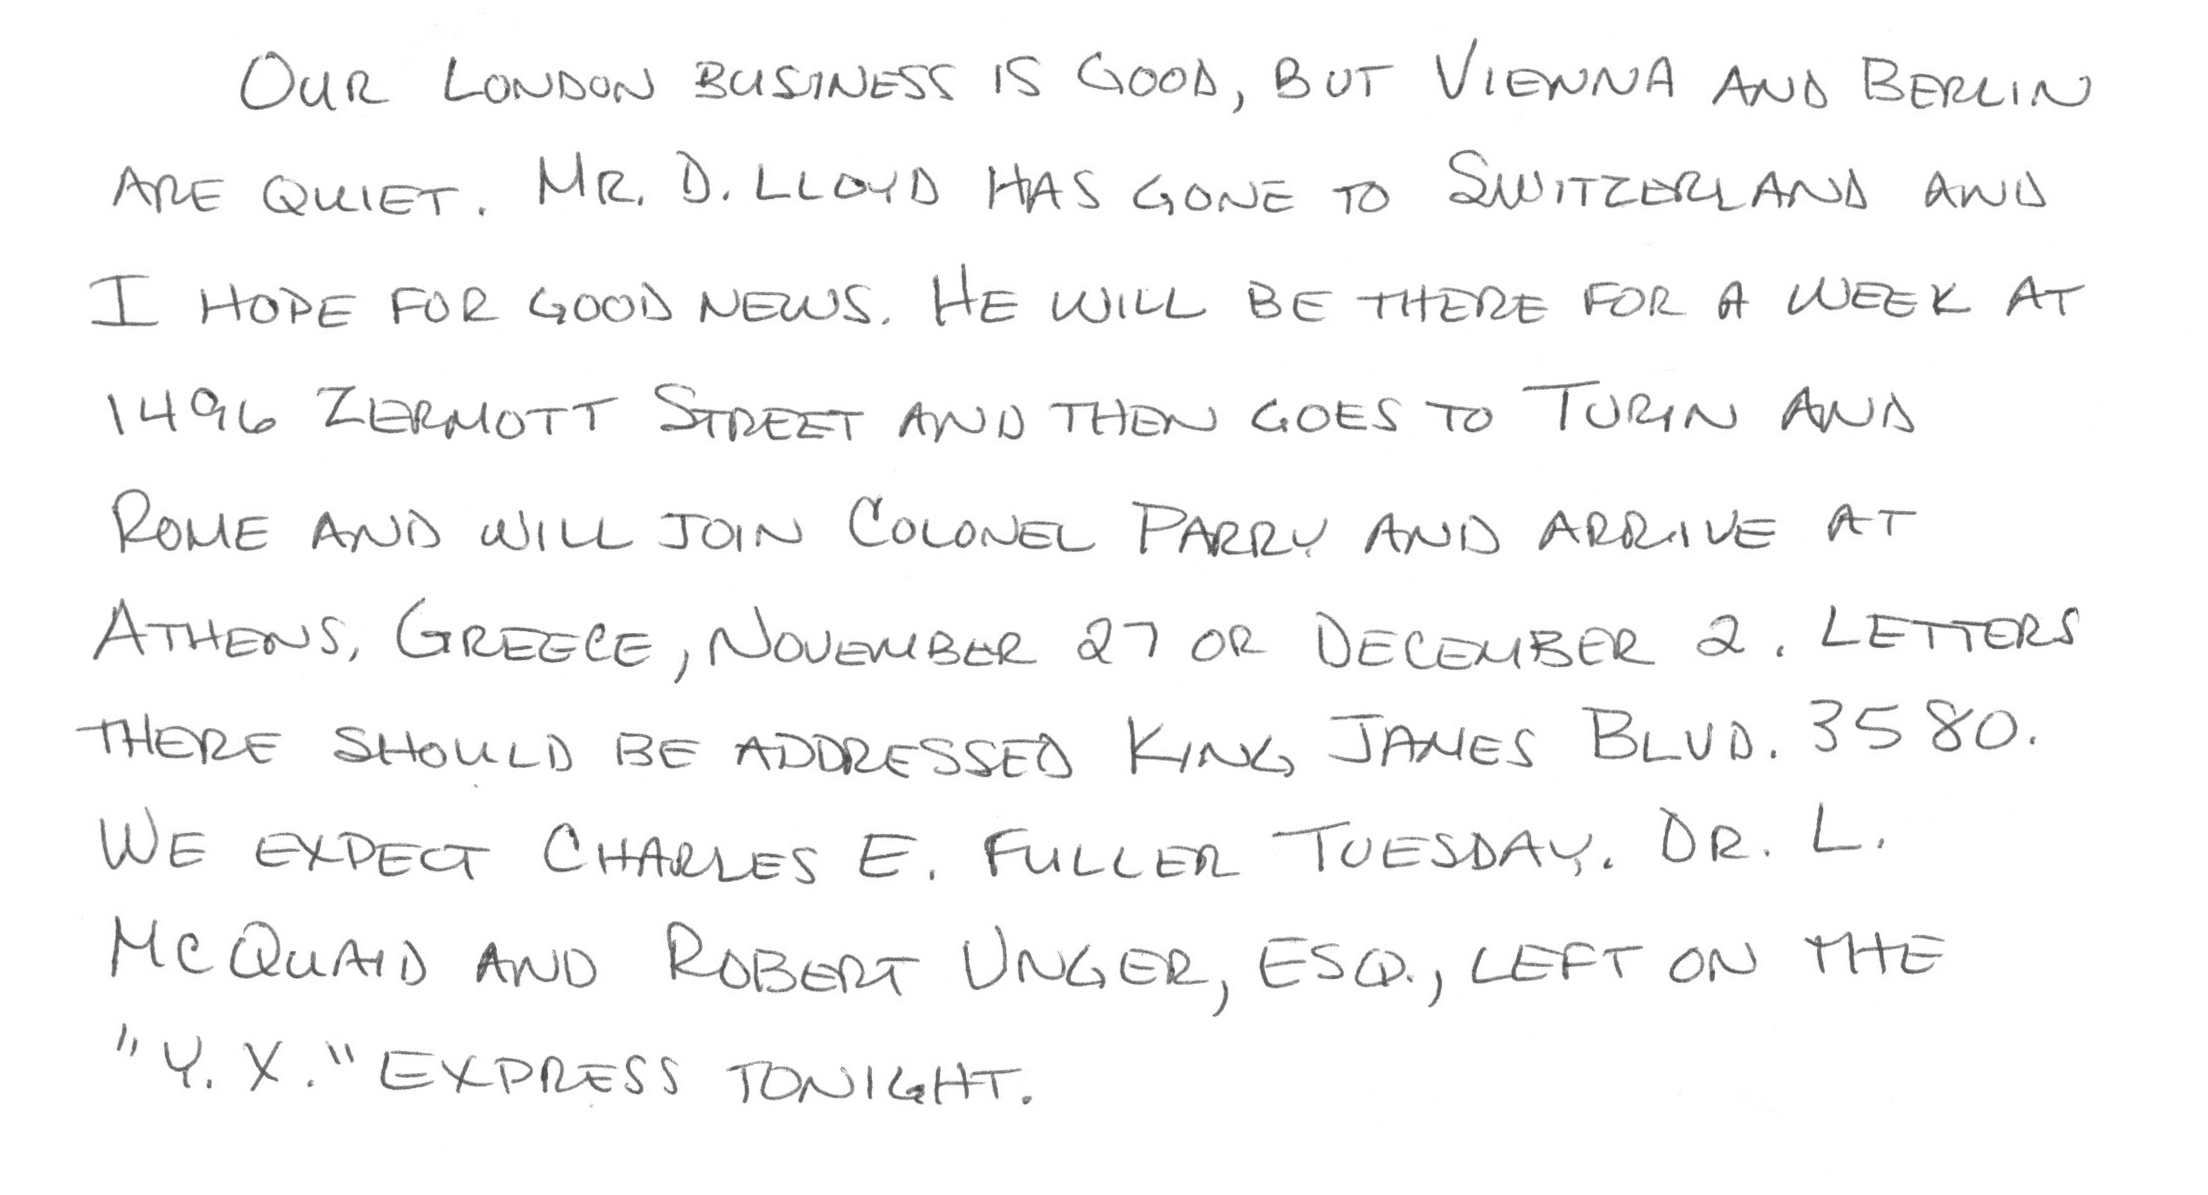 OUR LONDON BUSINESS IS GOOD, BUT VIENNA AND BERLIN
ARE QUIET. MR. D. LLOYD HAS GONE TO SWITZERLAND AND
I HOPE FOR GOOD NEWS. HE WILL BE THERE FOR A WEEK AT
1496 ZERMOTT STREET AND THEN GOES TO TURIN AND
ROME AND WILL JOIN COLONEL PARRY AND ARRIVE AT
ATHENS, GREECE, NOVEMBER 27 OR DECEMBER 2. LETTERS
THERE SHOULD BE ADDRESSED KING JAMES BLVD. 3580.
WE EXPECT CHARLES E. FULLER TUESDAY. DR. L.
MCQUAID AND ROBERT UNGER, ESQ., LEFT ON THE
"Y. X." EXPRESS TONIGHT.